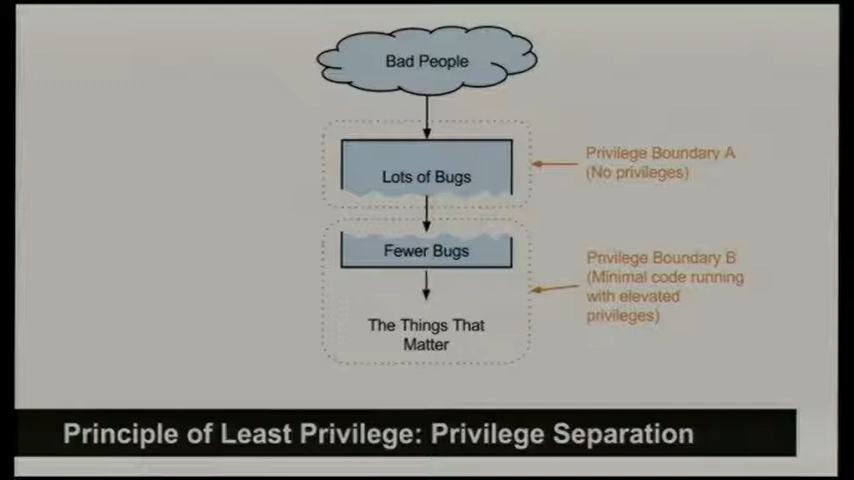 Bad People
Lots of Bugs
Privilege Boundary A
(No privileges)
Fewer Bugs
Privilege Boundary B
(Minimal code running
with elevated
privileges)
The Things That
Matter
Principle of Least Privilege: Privilege Separation